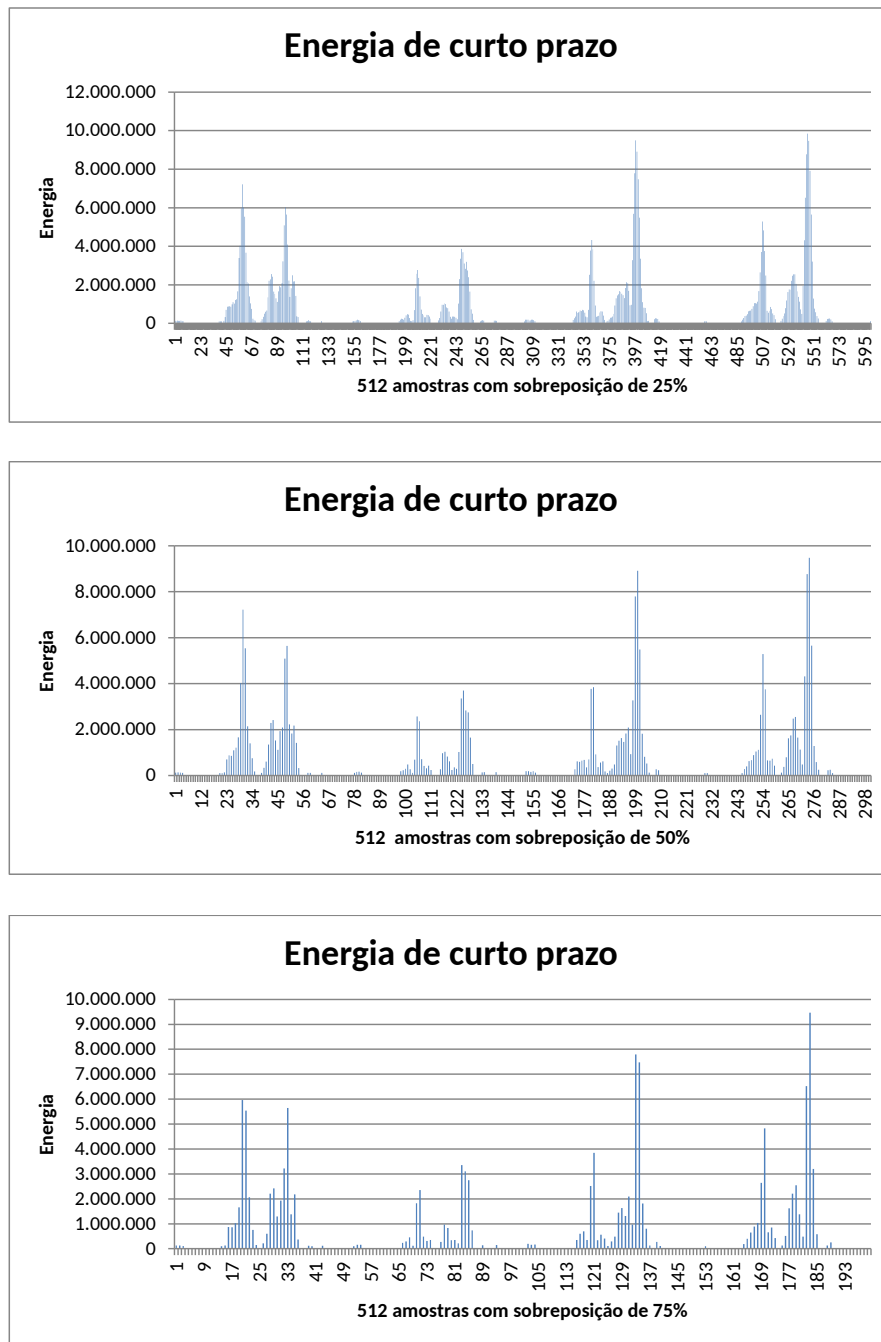 Energia de curto prazo
12.000.000
10.000.000
8.000.000
6.000.000
4.000.000
2.000.000
0
Energia
1 23 45 67 89 111 133 155 177 199 221 243 265 287 309 331 353 375 397 419 441 463 485 507 529 551 573 595
512 amostras com sobreposição de 25%
Energia de curto prazo
10.000.000
8.000.000
6.000.000
4.000.000
2.000.000
0
Energia
1 12 23 34 45 56 67 78 89 100 111 122 133 144 155 166 177 188 199 210 221 232 243 254 265 276 287 298
512 amostras com sobreposição de 50%
Energia de curto prazo
10.000.000
9.000.000
8.000.000
7.000.000
6.000.000
5.000.000
4.000.000
3.000.000
2.000.000
1.000.000
0
Energia
1 9 17 25 33 41 49 57 65 73 81 89 97 105 113 121 129 137 145 153 161 169 177 185 193
512 amostras com sobreposição de 75%